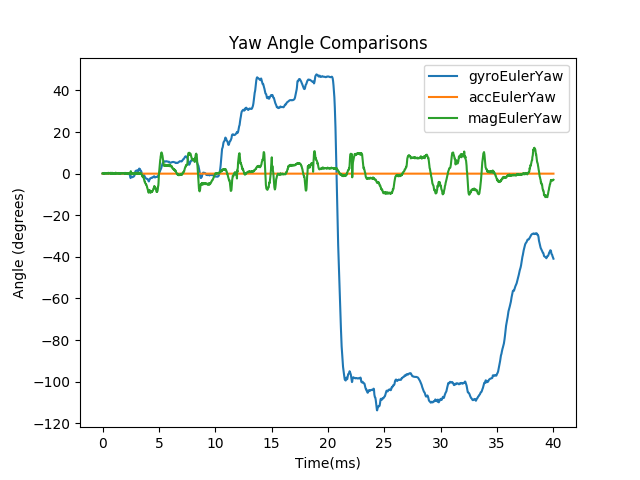 Yaw Angle Comparisons
gyroEulerYaw
accEulerYaw
magEulerYaw
Angle (degrees)
40
20
0
−20
−40
−60
−80
−100
−120
0 5 10 15 20 25 30 35 40
Time(ms)